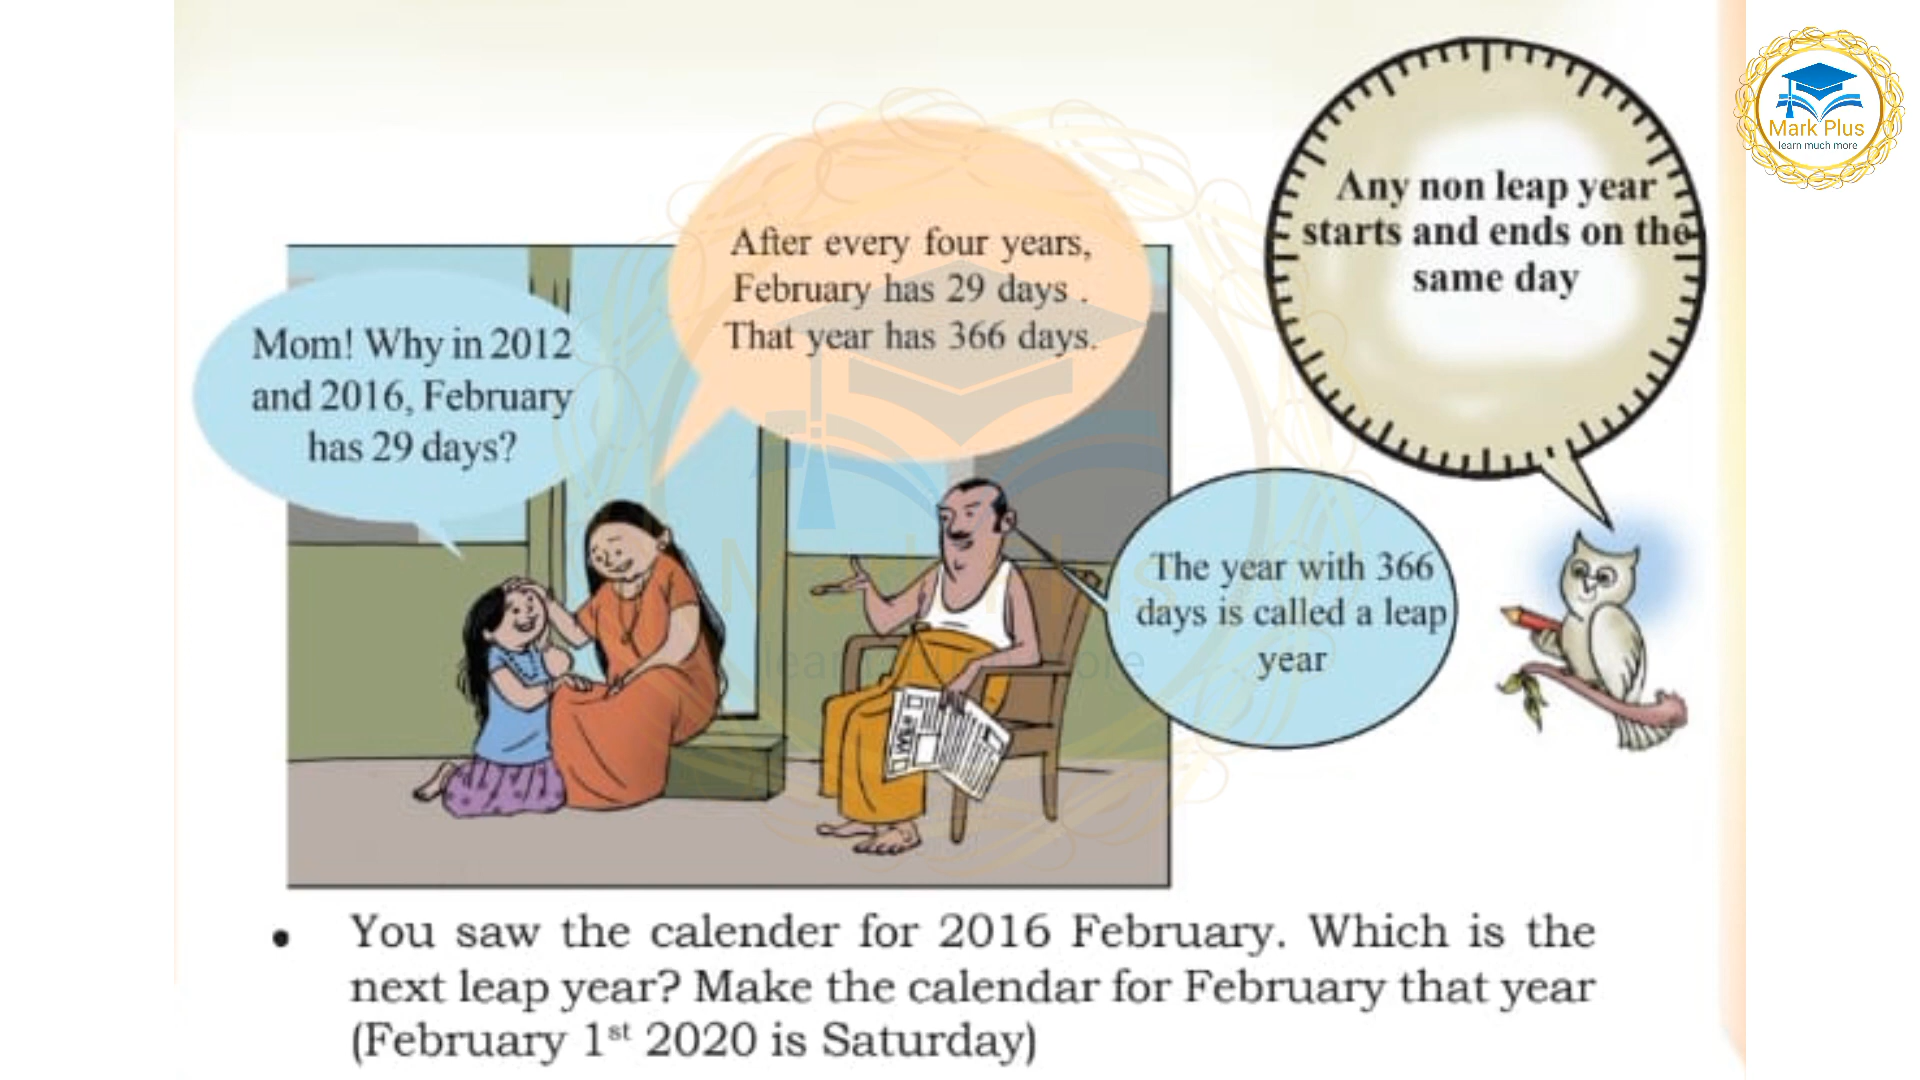 Mark Plus
learn much more
Any non leap year
starts and ends on the
same day
After every four years,
February has 29 days .
That year has 366 days.
Mom! Why in 2012
and 2016, February
has 29 days?
The year with 366
days is called a leap
year
• You saw the calender for 2016 February. Which is the
next leap year? Make the calendar for February that year
(February 1st 2020 is Saturday)